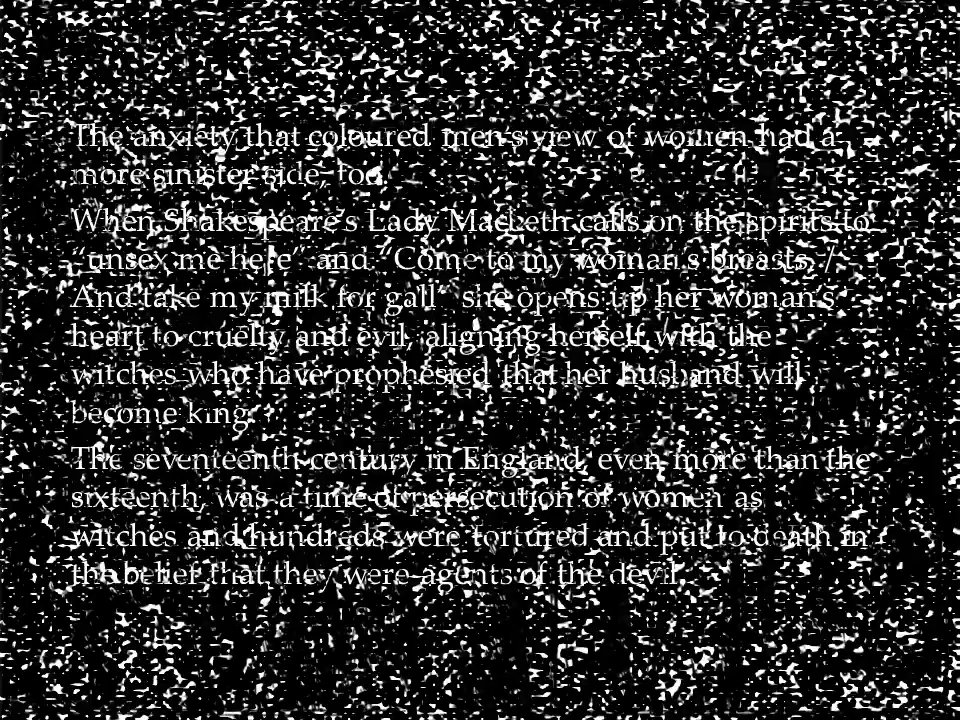 The anxiety that coloured men's view of women had a
more sinister side, too.
When Shakespeare's Lady Macbeth calls on the spirits to
"unsex me here" and "Come to my woman's breasts, /
And take my milk for gall" she opens up her woman's
heart to cruelty and evil, aligning herself with the
witches who have prophesied that her husband will
become king.
The seventeenth century in England, even more than the
sixteenth, was a time of persecution of women as
witches and hundreds were tortured and put to death in
the belief that they were agents of the devil.